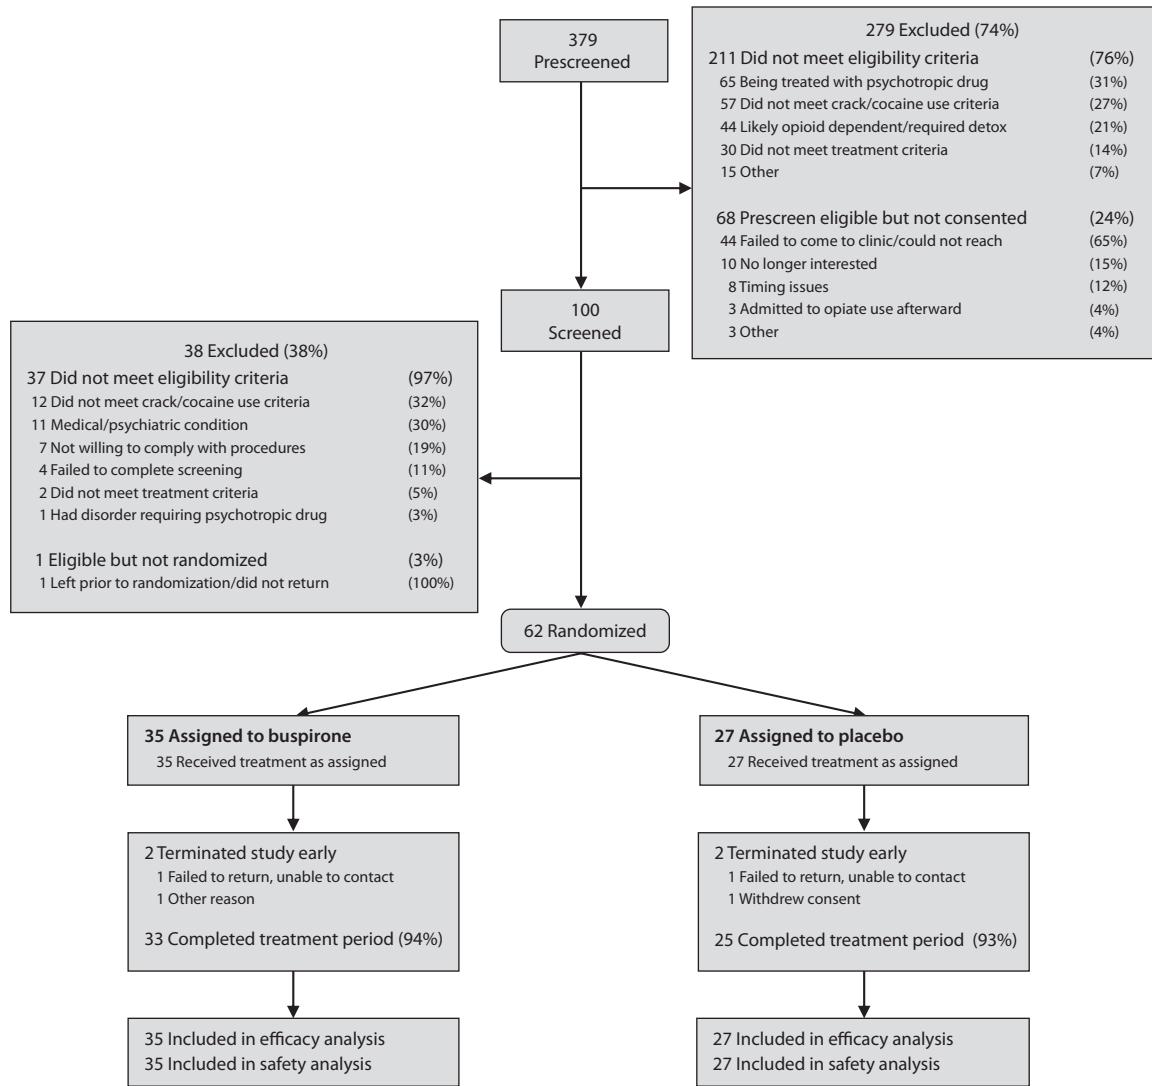 379
Prescreened
279 Excluded (74%)
211 Did not meet eligibility criteria (76%)
65 Being treated with psychotropic drug (31%)
57 Did not meet crack/cocaine use criteria (27%)
44 Likely opioid dependent/required detox (21%)
30 Did not meet treatment criteria (14%)
15 Other (7%)
68 Prescreen eligible but not consented (24%)
44 Failed to come to clinic/could not reach (65%)
10 No longer interested (15%)
8 Timing issues (12%)
3 Admitted to opiate use afterward (4%)
3 Other (4%)
100
Screened
38 Excluded (38%)
37 Did not meet eligibility criteria (97%)
12 Did not meet crack/cocaine use criteria (32%)
11 Medical/psychiatric condition (30%)
7 Not willing to comply with procedures (19%)
4 Failed to complete screening (11%)
2 Did not meet treatment criteria (5%)
1 Had disorder requiring psychotropic drug (3%)
1 Eligible but not randomized (3%)
1 Left prior to randomization/did not return (100%)
62 Randomized
35 Assigned to buspirone
35 Received treatment as assigned
27 Assigned to placebo
27 Received treatment as assigned
2 Terminated study early
1 Failed to return, unable to contact
1 Other reason
33 Completed treatment period (94%)
2 Terminated study early
1 Failed to return, unable to contact
1 Withdrew consent
25 Completed treatment period (93%)
35 Included in efficacy analysis
35 Included in safety analysis
27 Included in efficacy analysis
27 Included in safety analysis